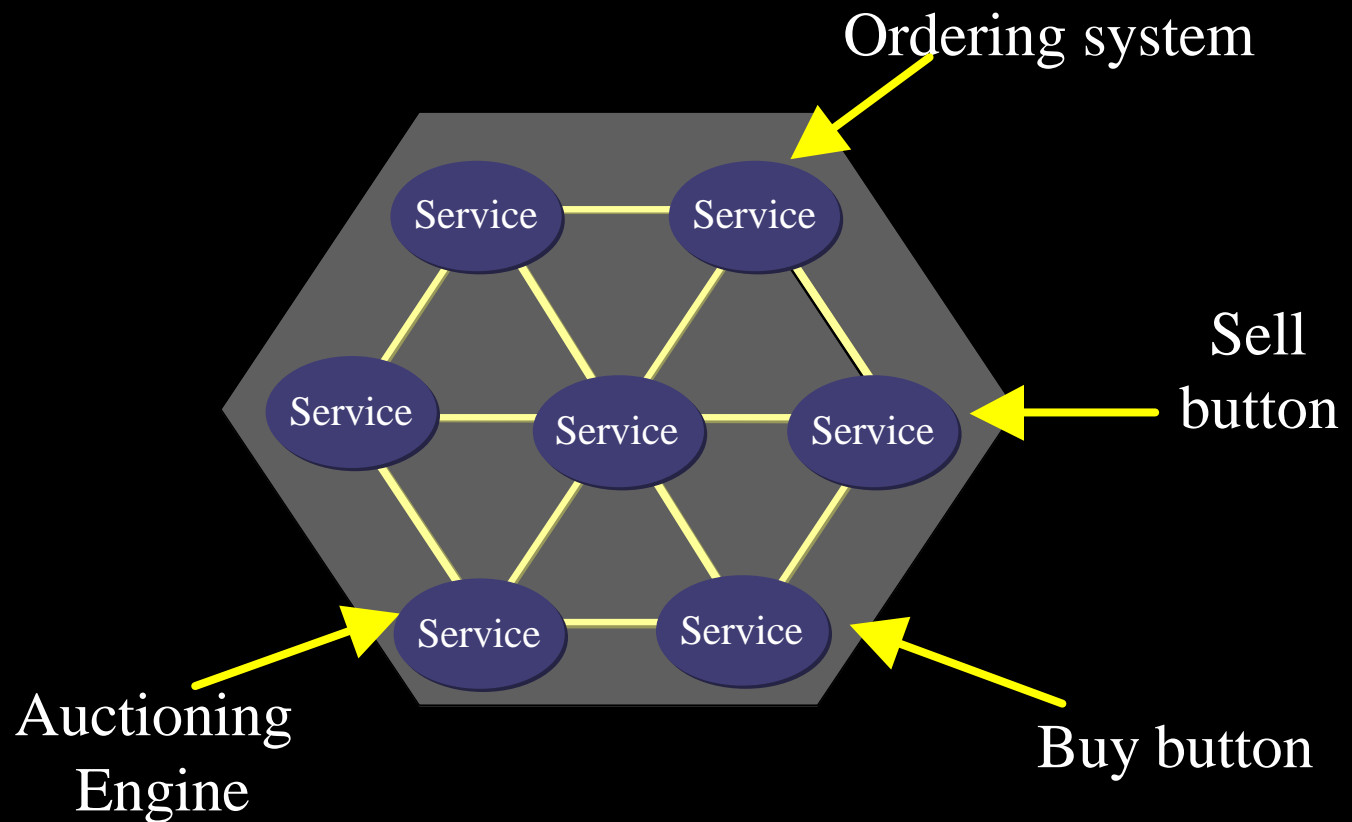 Ordering system
Service
Service
Sell
button
Service
Service
Service
Service
Service
Auctioning
Engine
Buy button